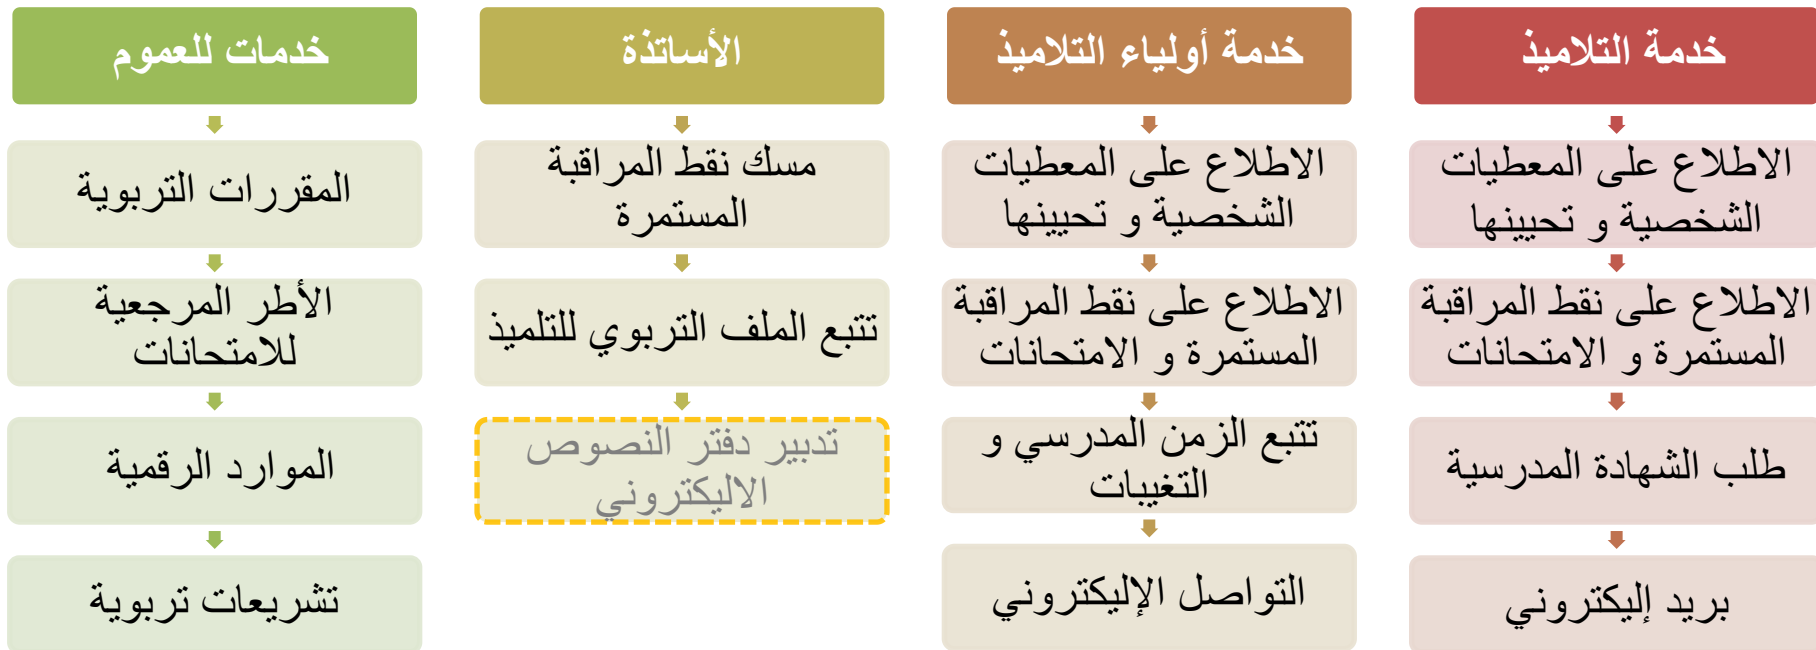 خدمة التلاميذ
الاطلاع على المعطيات
الشخصية و تحيينها
الاطلاع على نقط المراقبة
المستمرة و الامتحانات
طلب الشهادة المدرسية
بريد إليكتروني
خدمة أولياء التلاميذ
الاطلاع على المعطيات
الشخصية و تحيينها
الاطلاع على نقط المراقبة
المستمرة و الامتحانات
تتبع الزمن المدرسي و
التغيبات
التواصل الإليكتروني
الأساتذة
مسك نقط المراقبة
المستمرة
تتبع الملف التربوي للتلميذ
تدبير دفتر النصوص
الاليكتروني
خدمات للعموم
المقررات التربوية
الأطر المرجعية
للامتحانات
الموارد الرقمية
تشريعات تربوية